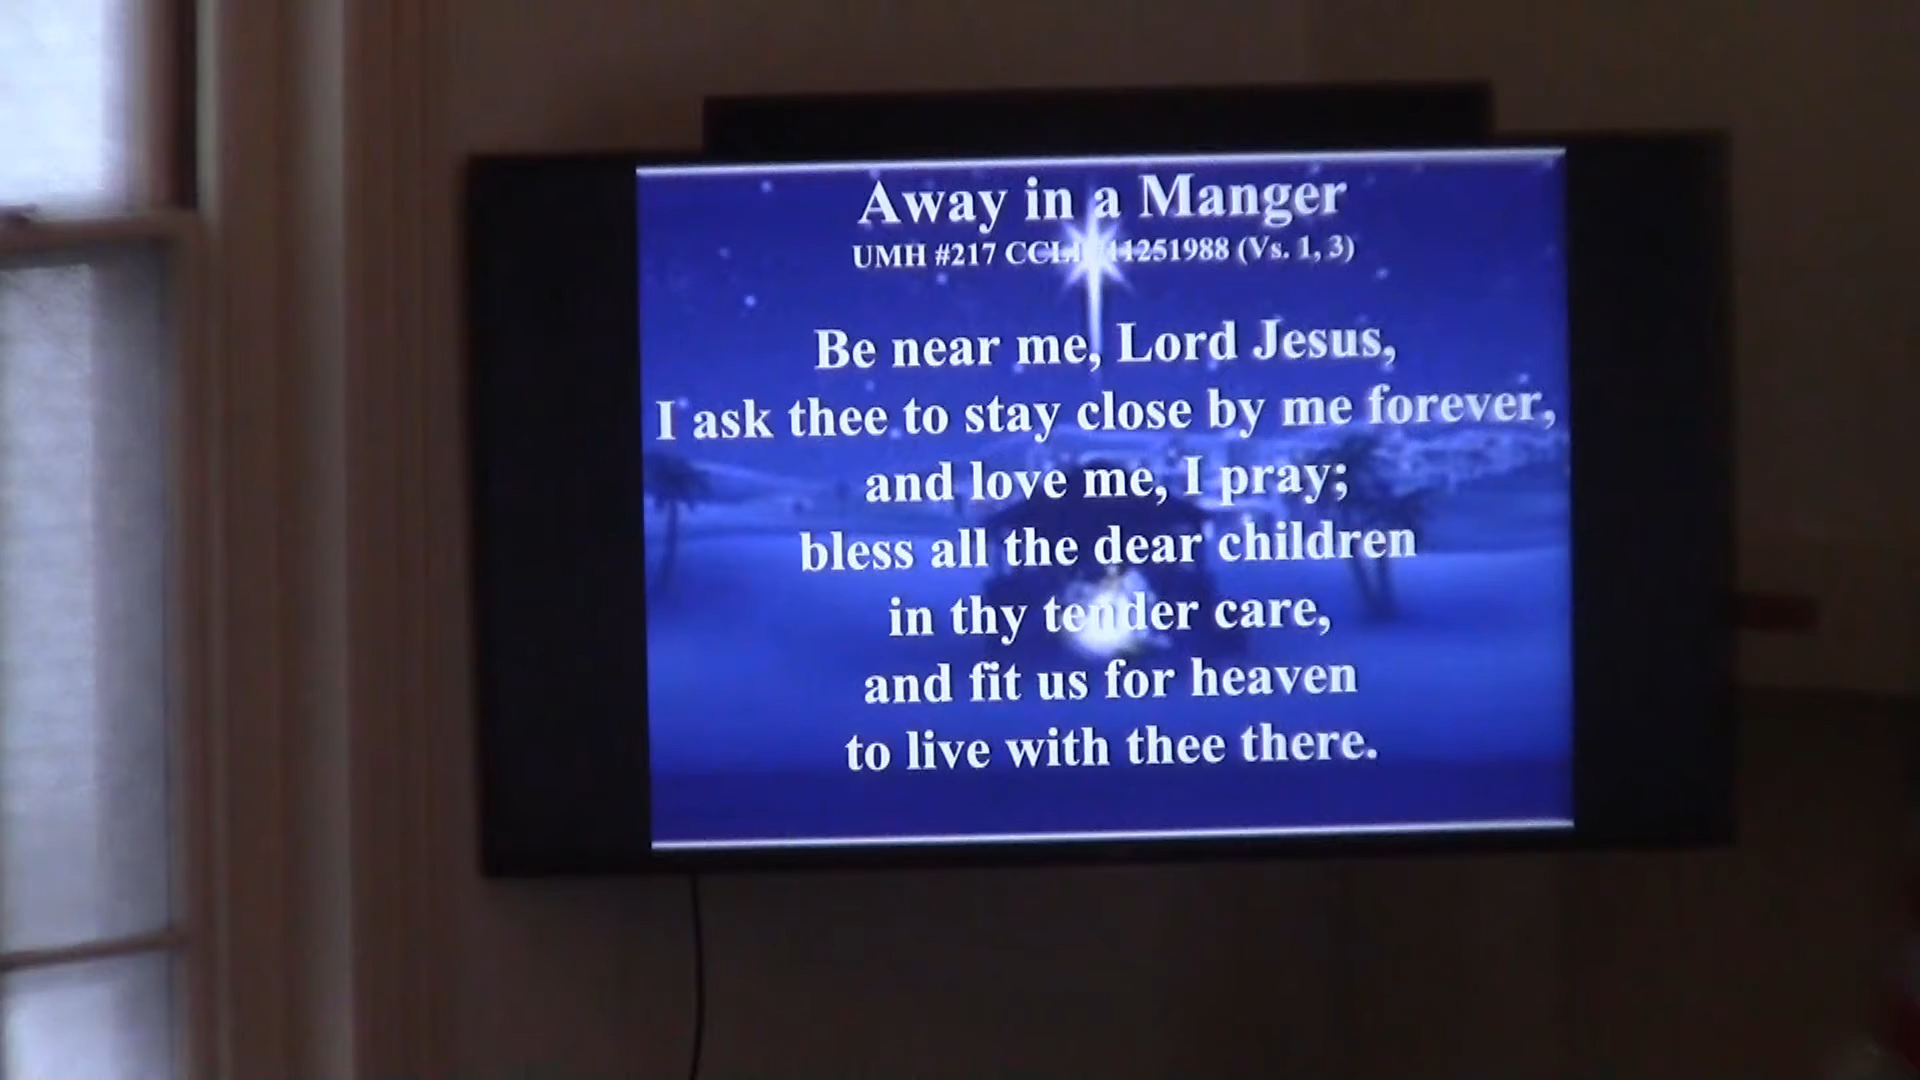 Away in a Manger
UMH #217 CCLI #11251988 (Vs. 1, 3)
Be near me, Lord Jesus,
I ask thee to stay close by me forever,
and love me, I pray;
bless all the dear children
in thy tender care,
and fit us for heaven
to live with thee there.